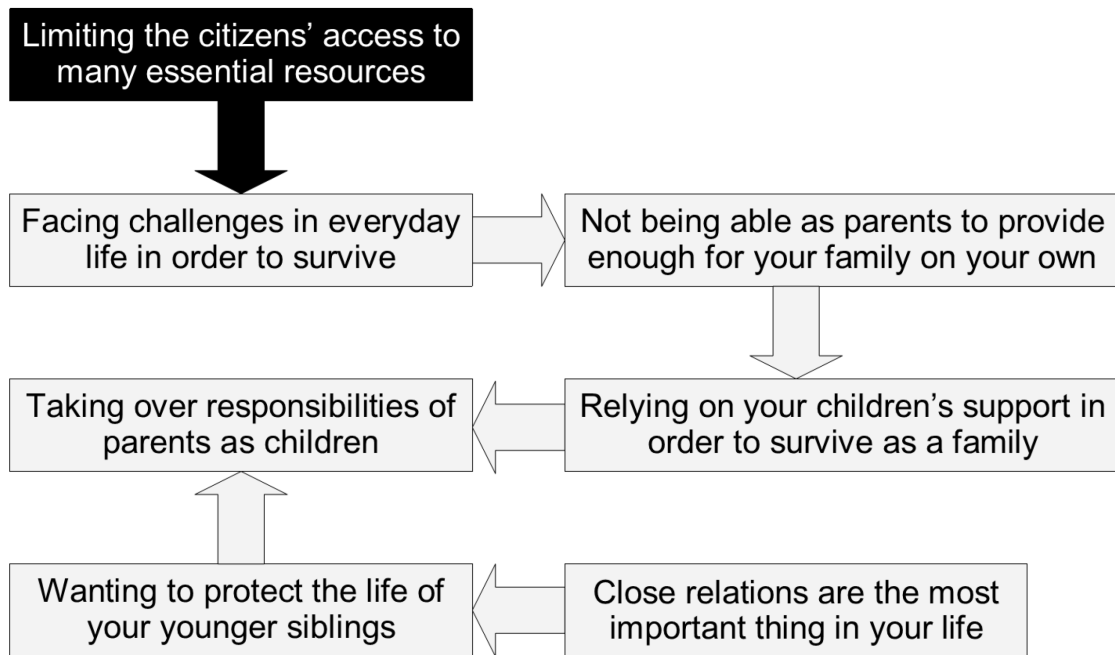 Limiting the citizens’ access to
many essential resources
Facing challenges in everyday
life in order to survive
Not being able as parents to provide
enough for your family on your own
Taking over responsibilities of
parents as children
Relying on your children’s support in
order to survive as a family
Wanting to protect the life of
your younger siblings
Close relations are the most
important thing in your life